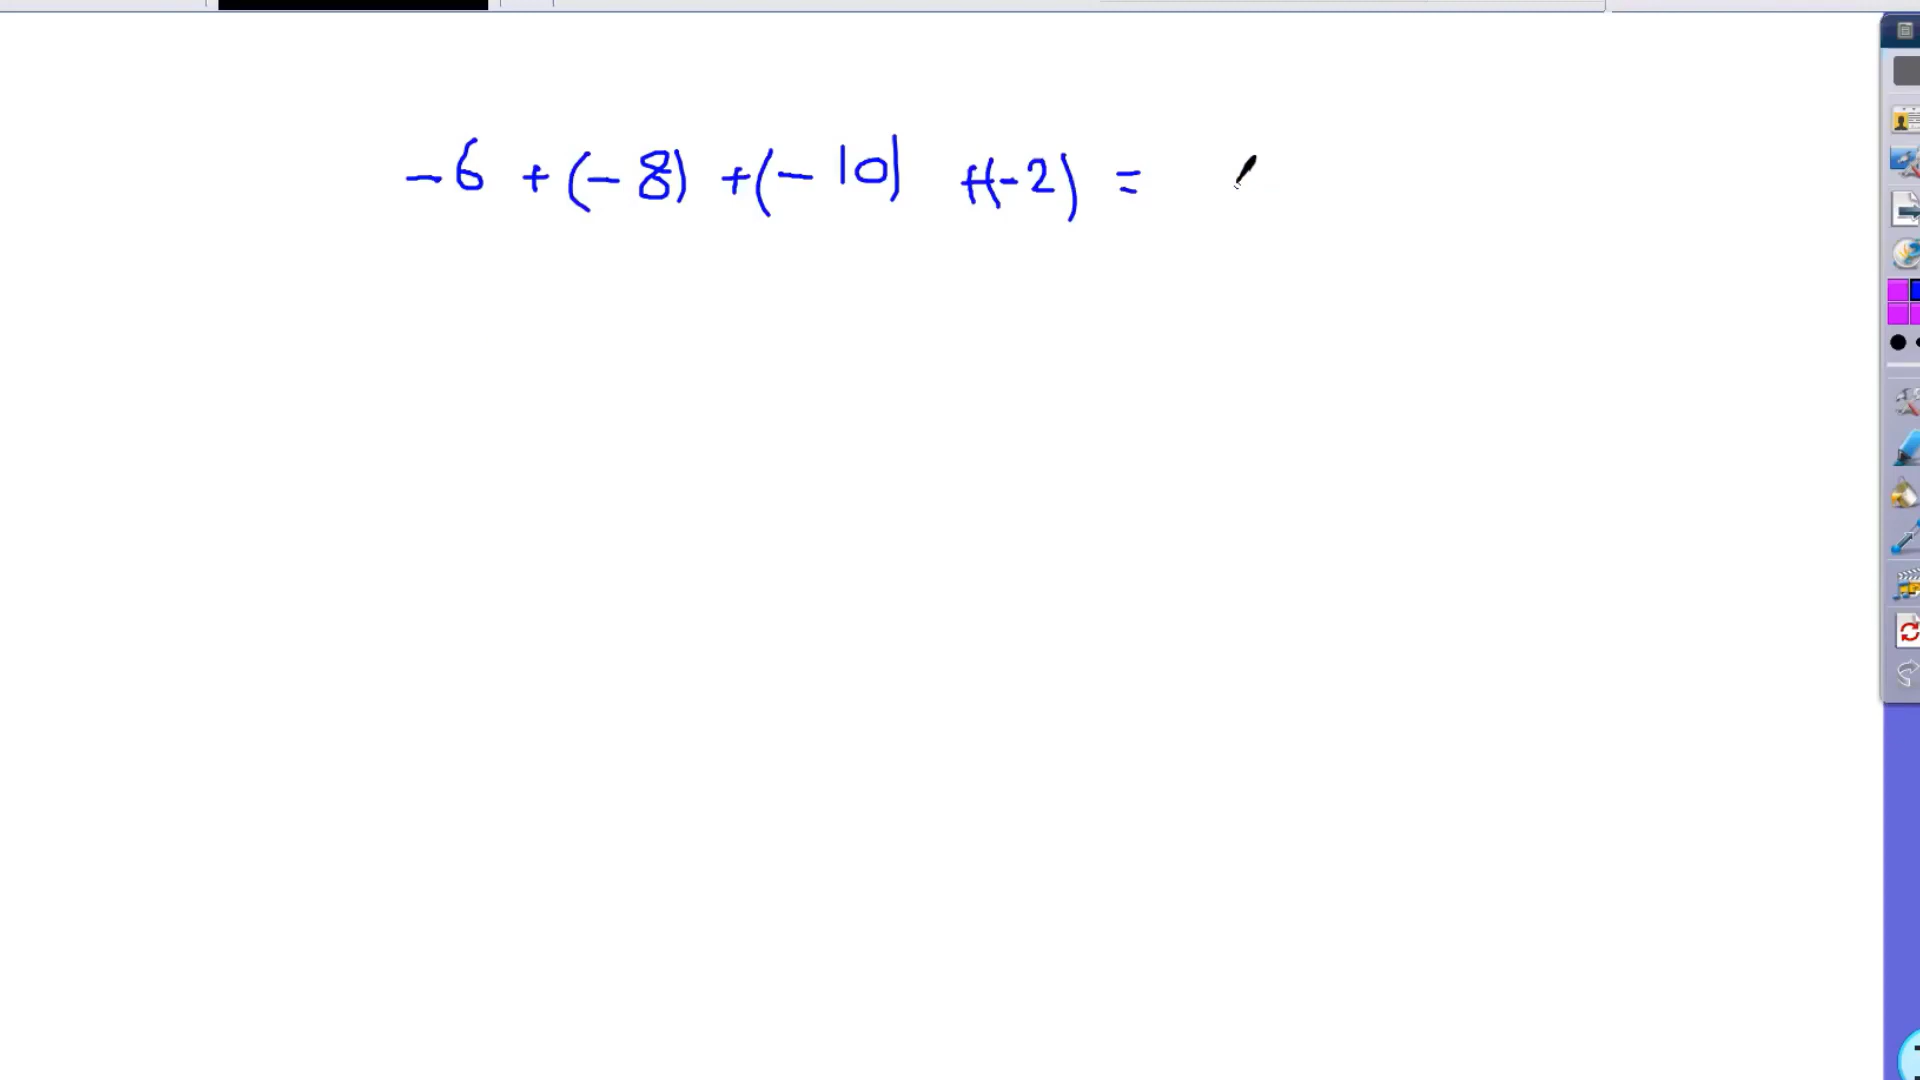 -6 + (-8) + (-10) +(-2) =